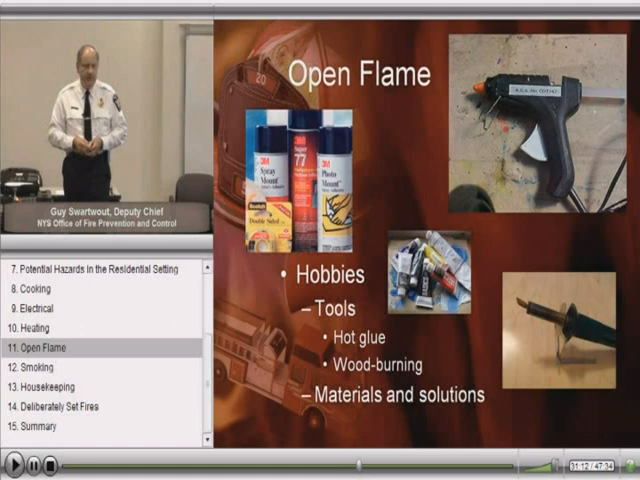 Open Flame
20
3M
Spray
Mount
3M
Super
77
3M
Photo
Mount
Scotch
Double Sided
Guy Swartwout, Deputy Chief
NYS Office of Fire Prevention and Control
• Hobbies
– Tools
• Hot glue
• Wood-burning
– Materials and solutions
7. Potential Hazards in the Residential Setting
8. Cooking
9. Electrical
10. Heating
11. Open Flame
12. Smoking
13. Housekeeping
14. Deliberately Set Fires
15. Summary
31:12 / 47:34